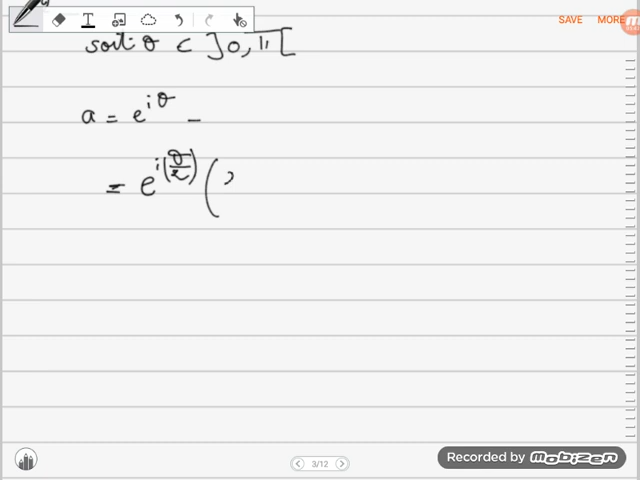 SAVE MORE
soit θ ∈ ]0, π[
a = e^{iθ} -
= e^{i(θ/2)} (
3/12
Recorded by Mobizen